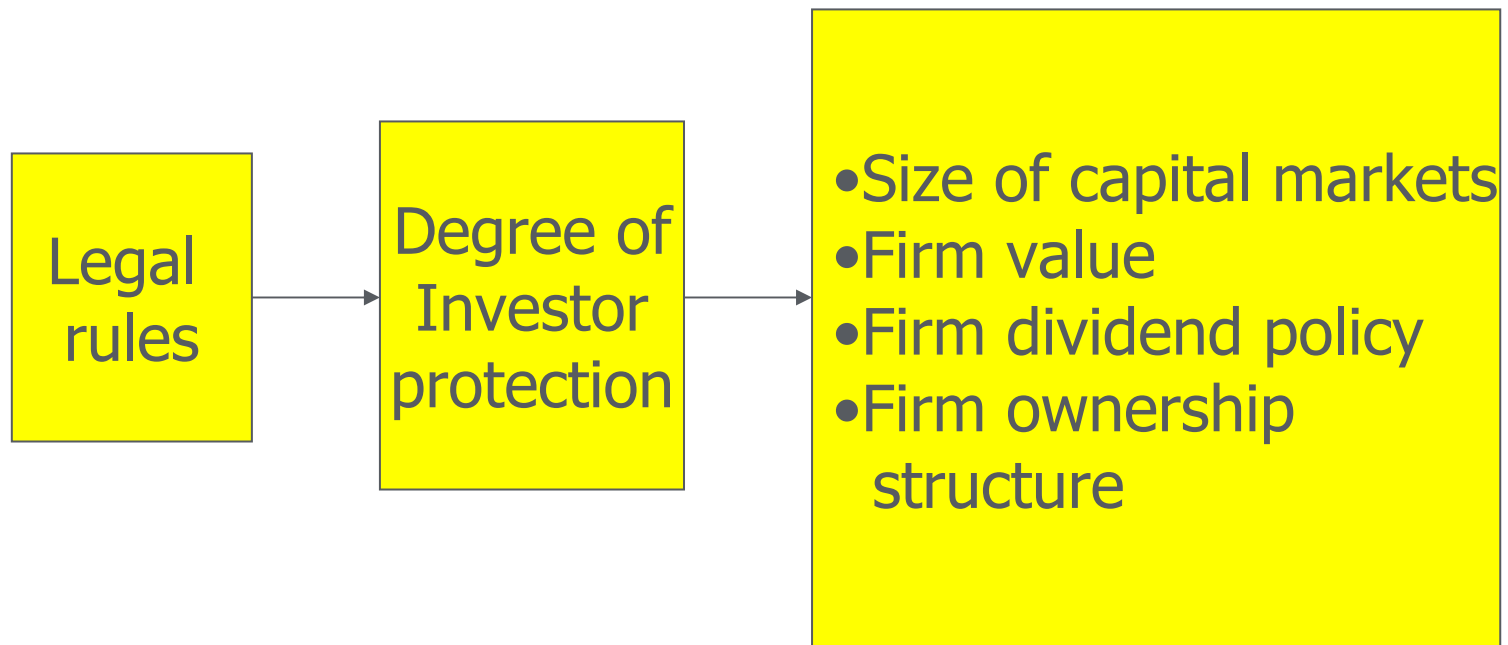 Legal
rules
Degree of
Investor
protection
•Size of capital markets
•Firm value
•Firm dividend policy
•Firm ownership
structure